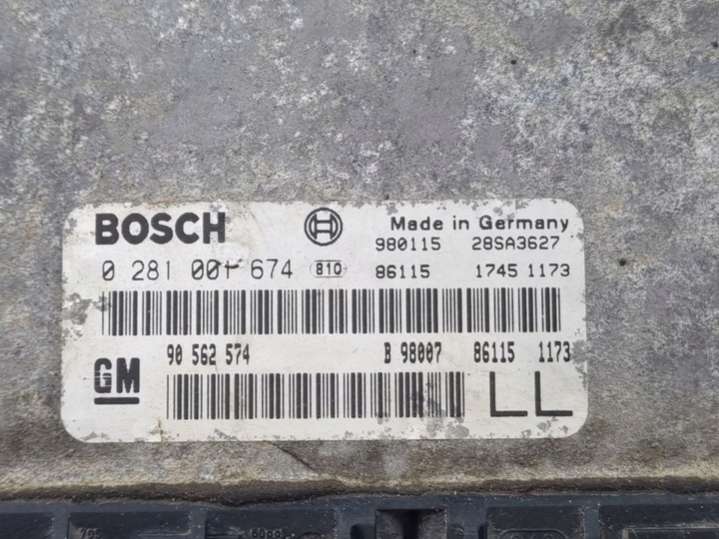 BOSCH Made in Germany
980115 28SA3627
0 281 001 674 810 86115 1745 1173
90 562 574 B 98007 86115 1173
GM LL